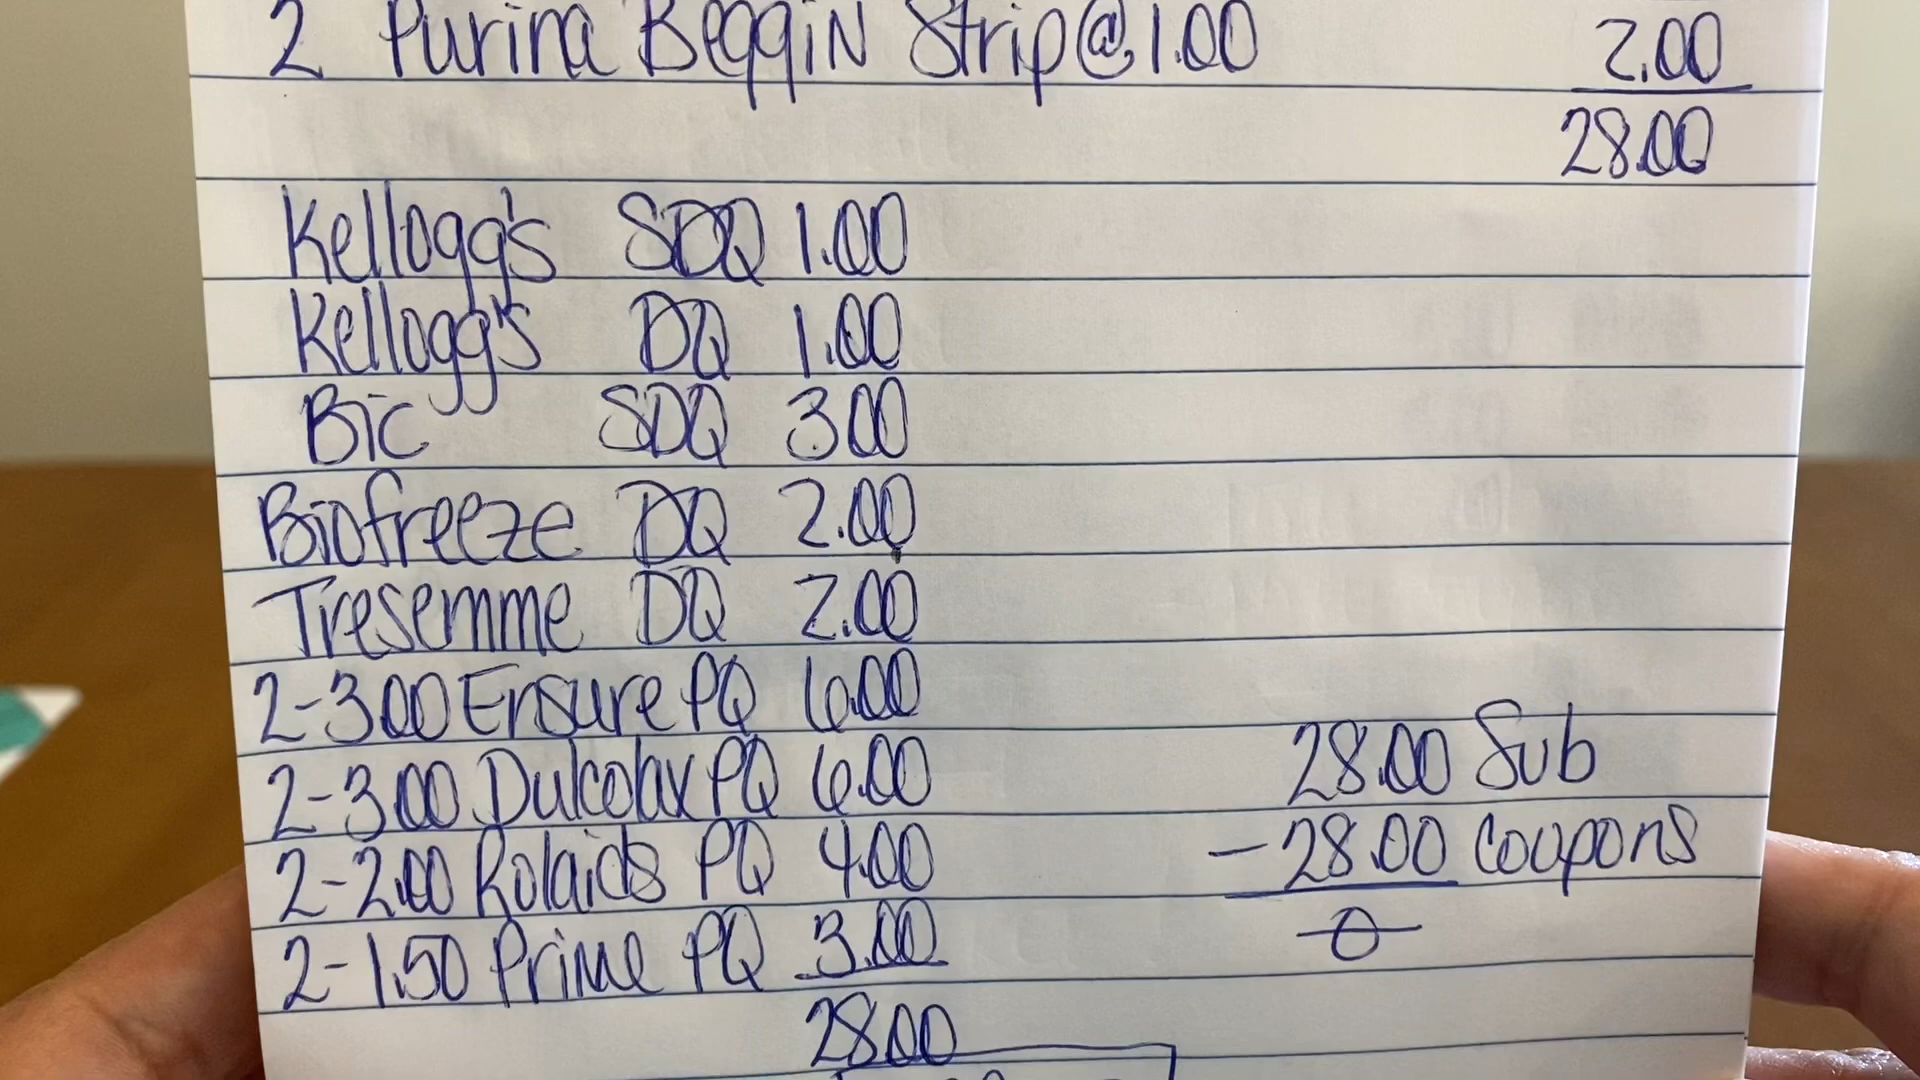 2 Purina Beggin Strip @ 1.00 2.00
28.00
Kellogg's SDQ 1.00
Kellogg's DQ 1.00
Bic SDQ 3.00
Biofreeze DQ 2.00
Tresemme DQ 2.00
2-3.00 Ensure PQ 6.00
2-3.00 Dulcolax PQ 6.00
2-2.00 Rolaids PQ 4.00
2-1.50 Prime PQ 3.00
28.00
28.00 Sub
-28.00 Coupons
0